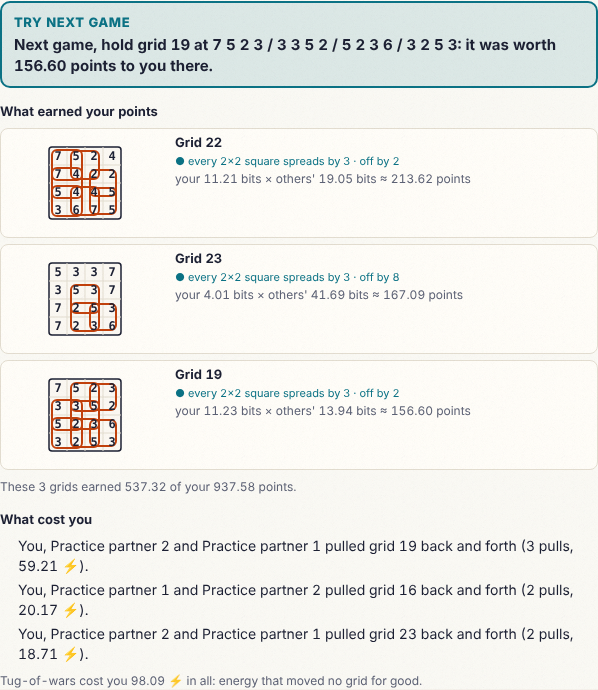 TRY NEXT GAME
Next game, hold grid 19 at 7 5 2 3 / 3 3 5 2 / 5 2 3 6 / 3 2 5 3: it was worth
156.60 points to you there.
What earned your points
Grid 22
every 2×2 square spreads by 3 · off by 2
your 11.21 bits × others' 19.05 bits ≈ 213.62 points
7 5 2 4
7 4 2 2
5 4 4 5
3 6 7 5
Grid 23
every 2×2 square spreads by 3 · off by 8
your 4.01 bits × others' 41.69 bits ≈ 167.09 points
5 3 3 7
3 5 3 7
7 2 5 3
7 2 3 6
Grid 19
every 2×2 square spreads by 3 · off by 2
your 11.23 bits × others' 13.94 bits ≈ 156.60 points
7 5 2 3
3 3 5 2
5 2 3 6
3 2 5 3
These 3 grids earned 537.32 of your 937.58 points.
What cost you
You, Practice partner 2 and Practice partner 1 pulled grid 19 back and forth (3 pulls,
59.21 ⚡).
You, Practice partner 1 and Practice partner 2 pulled grid 16 back and forth (2 pulls,
20.17 ⚡).
You, Practice partner 2 and Practice partner 1 pulled grid 23 back and forth (2 pulls,
18.71 ⚡).
Tug-of-wars cost you 98.09 ⚡ in all: energy that moved no grid for good.